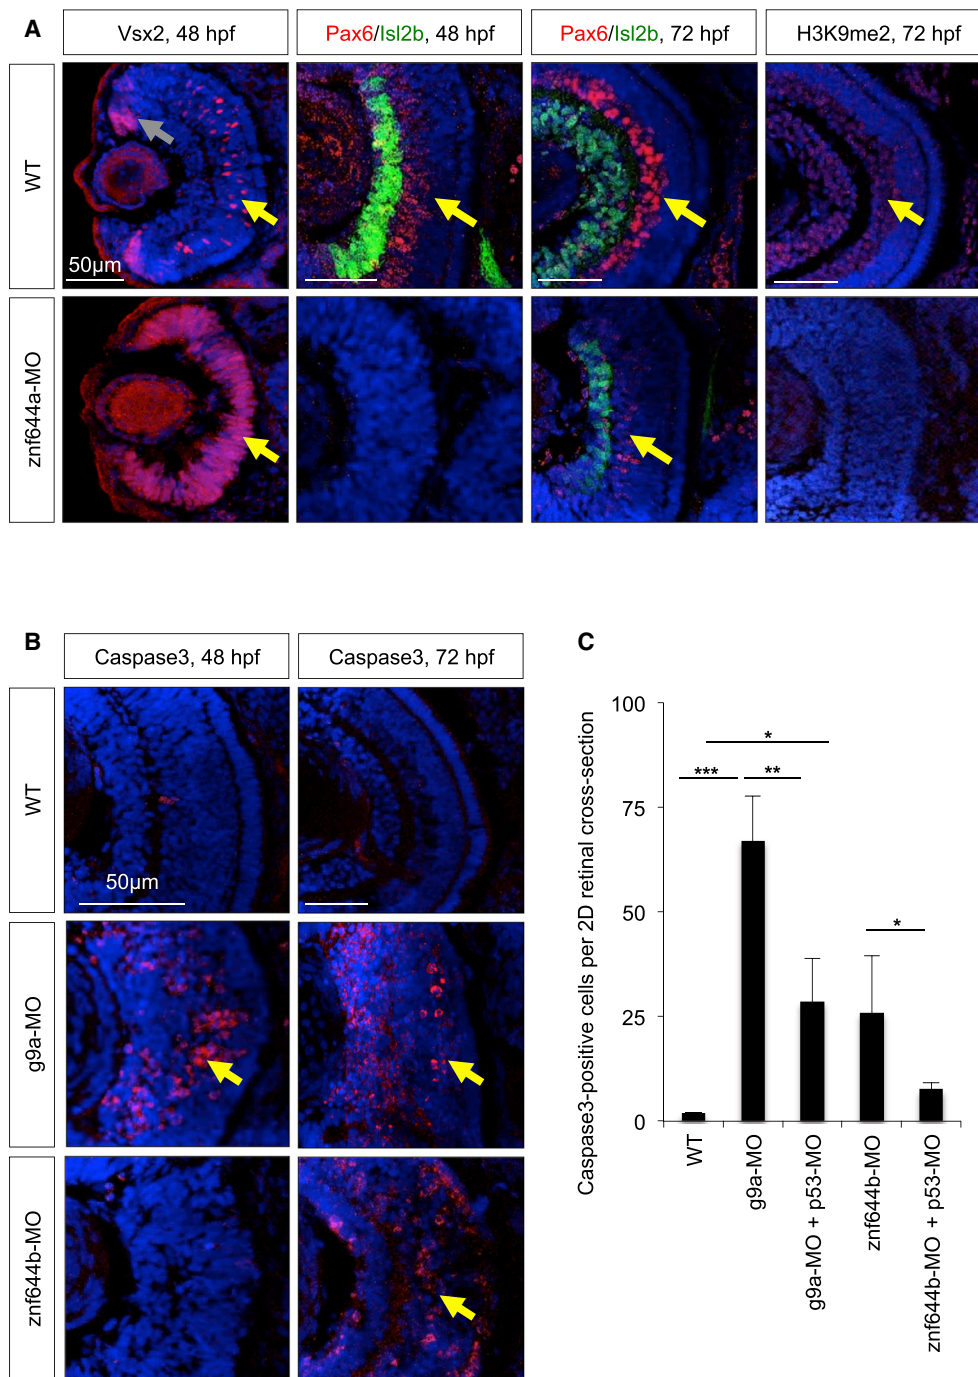 A
Vsx2, 48 hpf
Pax6/Isl2b, 48 hpf
Pax6/Isl2b, 72 hpf
H3K9me2, 72 hpf
WT
50µm
znf644a-MO
B
Caspase3, 48 hpf
Caspase3, 72 hpf
WT
50µm
g9a-MO
znf644b-MO
C
Caspase3-positive cells per 2D retinal cross-section
100
75
50
25
0
*
***
**
*
WT
g9a-MO
g9a-MO + p53-MO
znf644b-MO
znf644b-MO + p53-MO